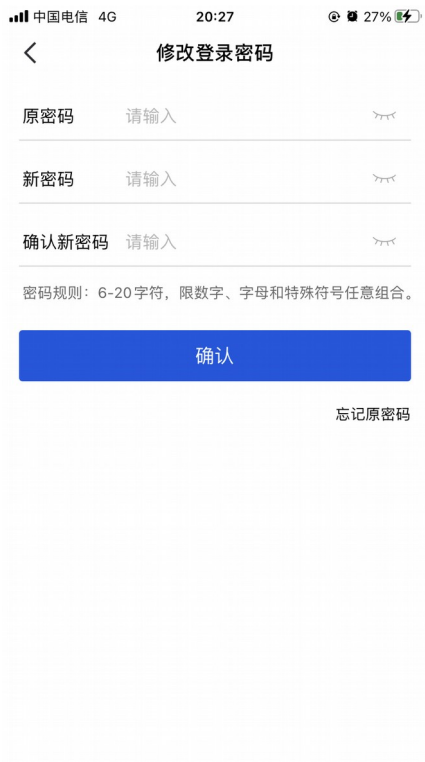 中国电信 4G 20:27 27%
修改登录密码
原密码 请输入
新密码 请输入
确认新密码 请输入
密码规则：6-20字符，限数字、字母和特殊符号任意组合。
确认
忘记原密码